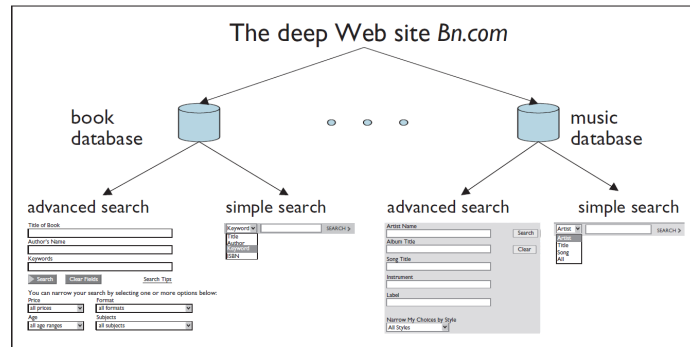 The deep Web site Bn.com
book
database
music
database
advanced search
simple search
advanced search
simple search
Title of Book
Author's Name
Keywords
Search Clear Fields Search Tips
You can narrow your search by selecting one or more options below:
Price Format
all prices all formats
Age Subjects
all age ranges all subjects
Keyword SEARCH
Title
Author
Keyword
ISBN
Artist Name
Search
Album Title
Clear
Song Title
Instrument
Label
Narrow My Choices by Style
All Styles
Artist SEARCH
Artist
Title
Song
All